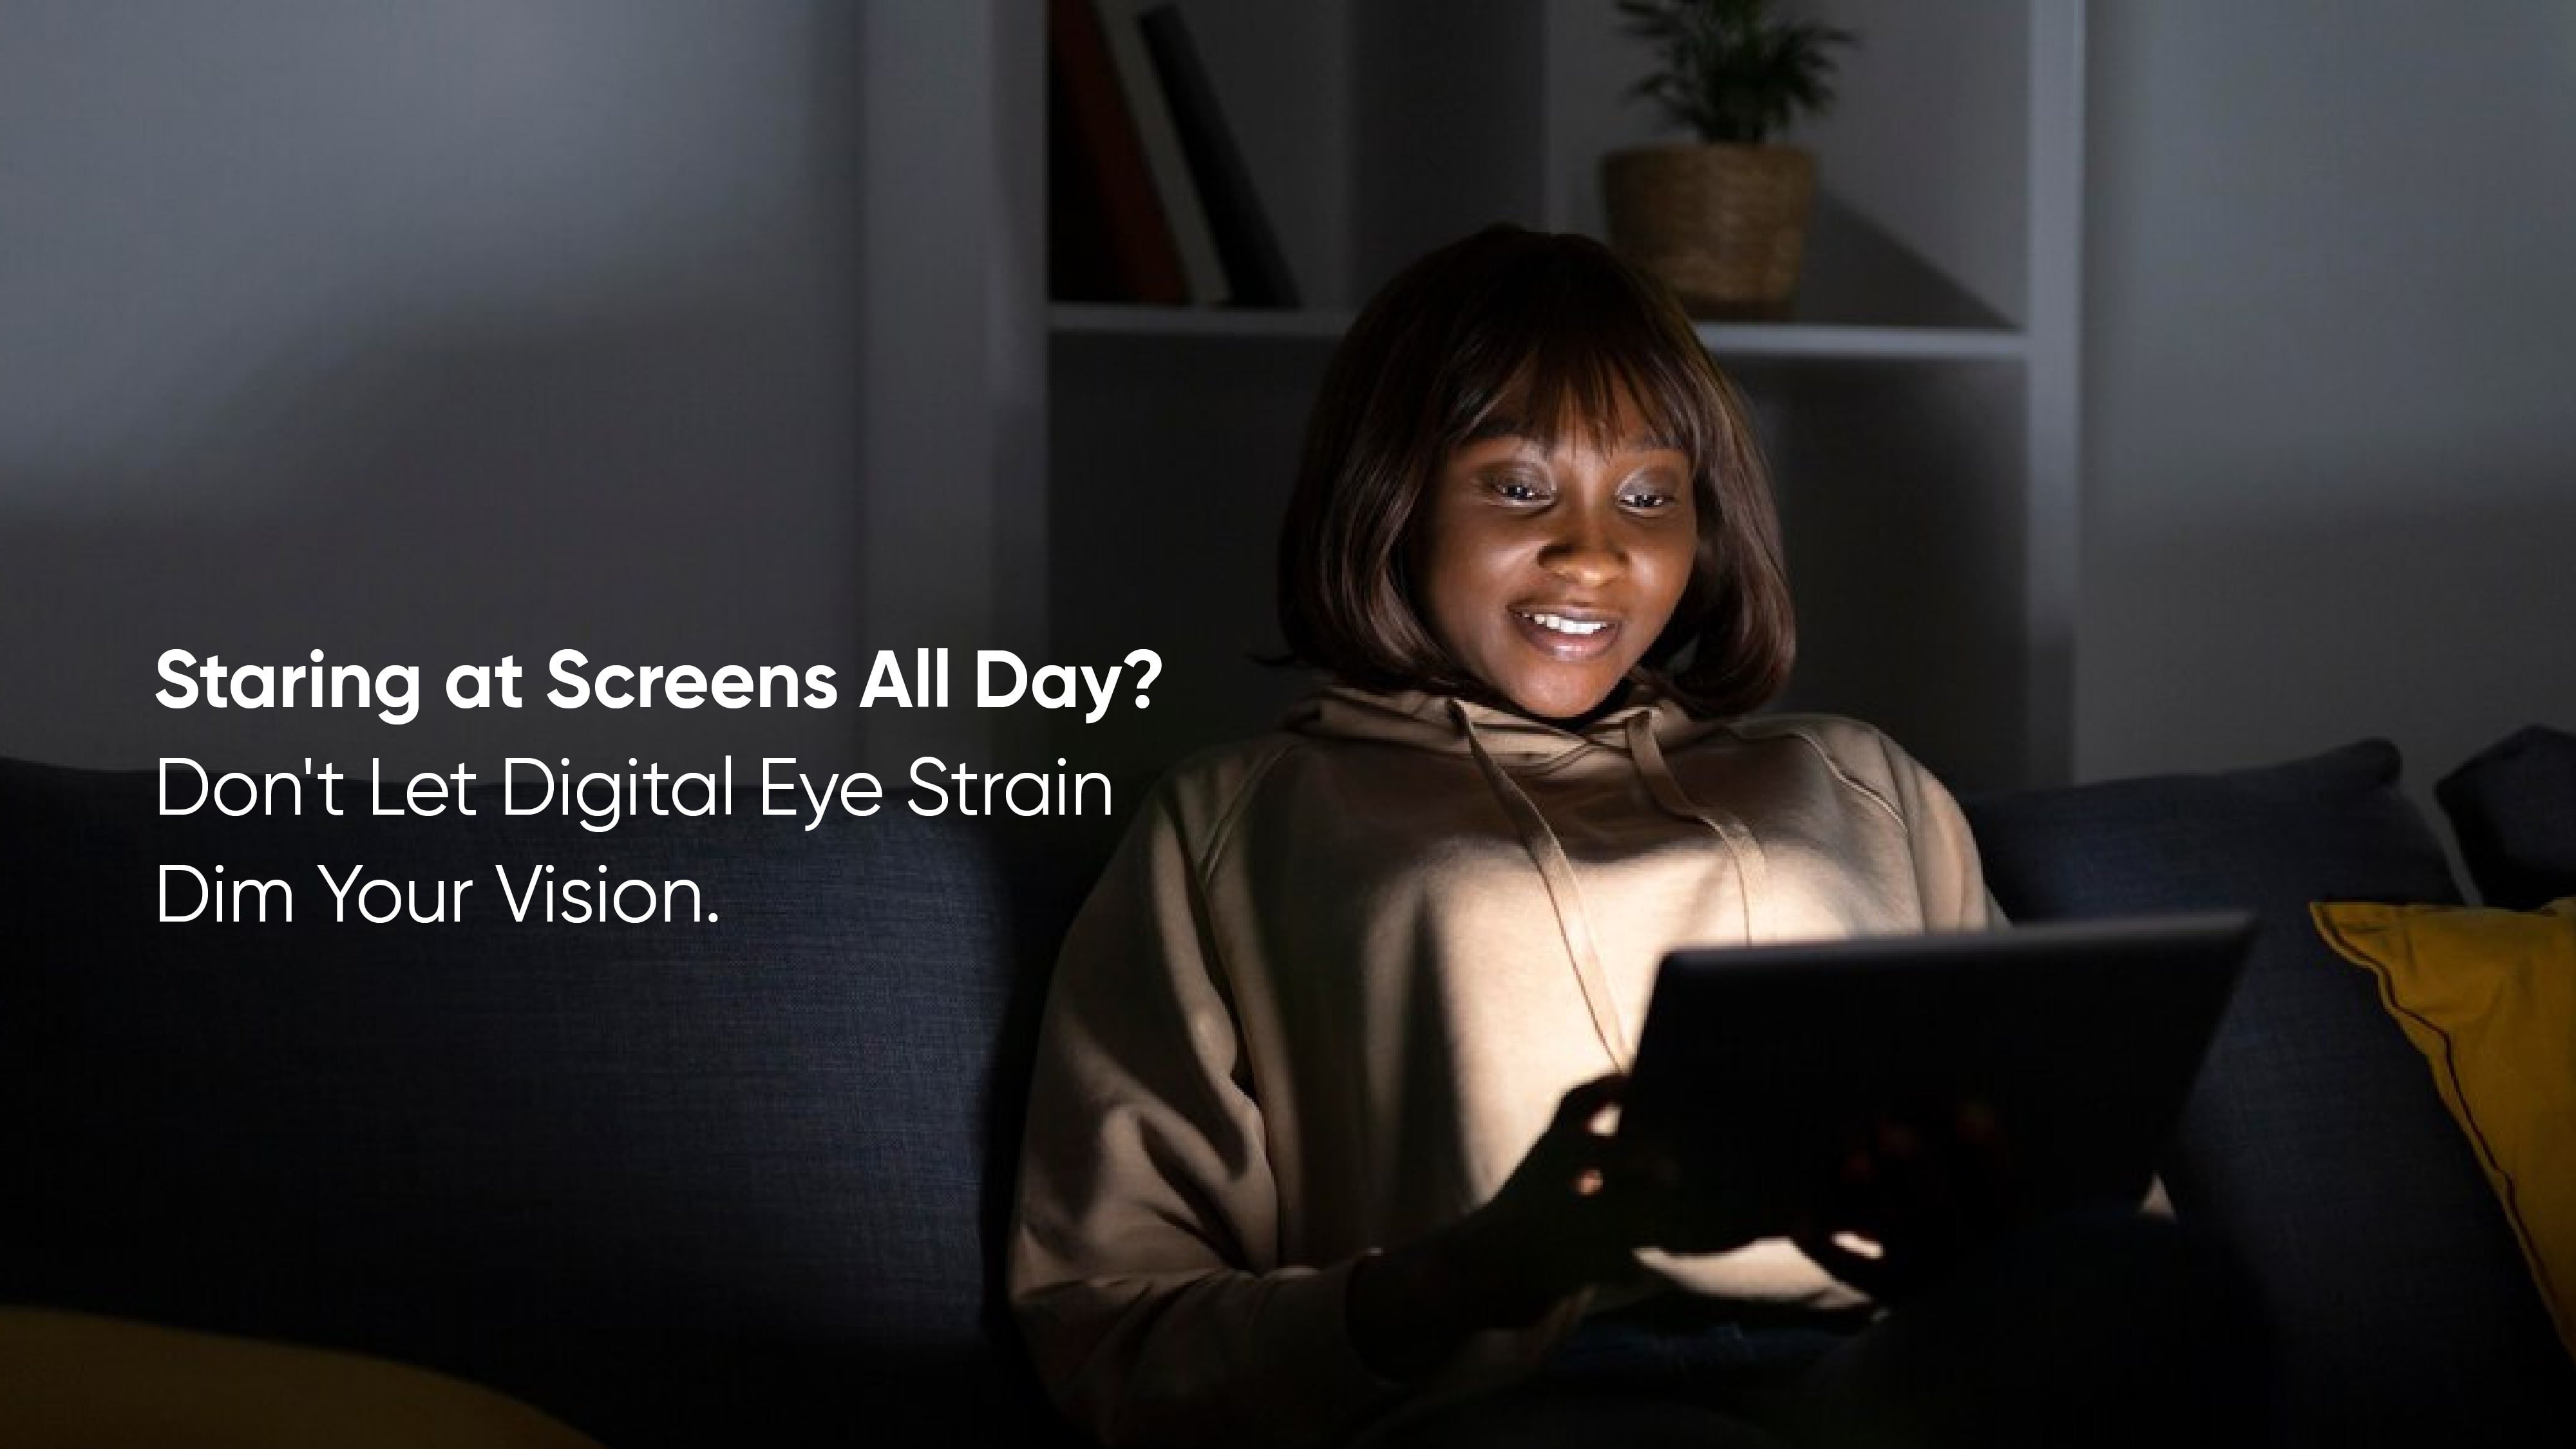 Staring at Screens All Day?
Don't Let Digital Eye Strain
Dim Your Vision.